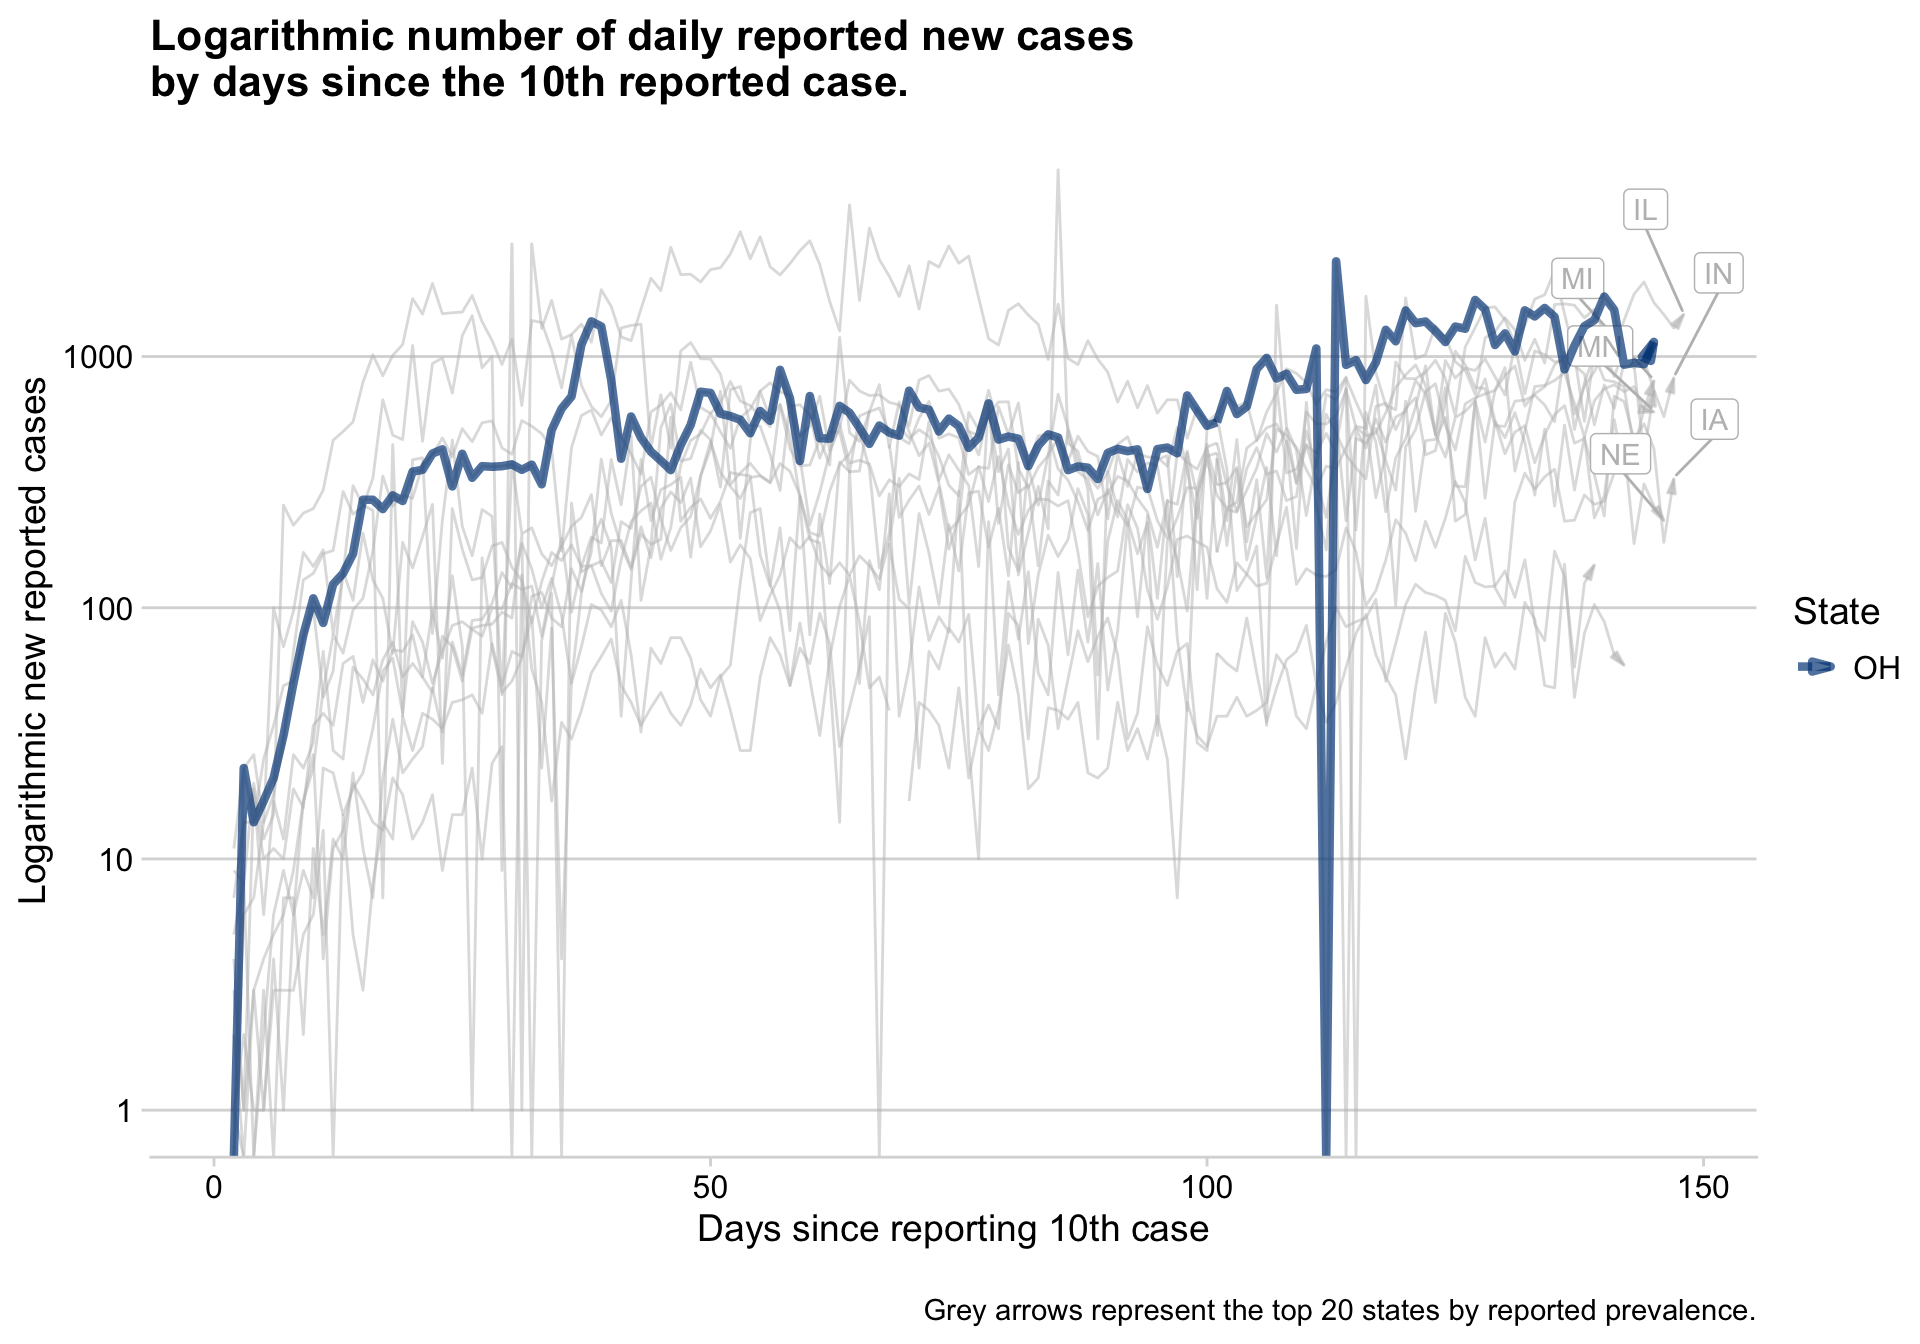 Logarithmic number of daily reported new cases
by days since the 10th reported case.
IL
IN
MI
MN
IA
NE
Logarithmic new reported cases
1000
100
10
1
0
50
100
150
Days since reporting 10th case
State
OH
Grey arrows represent the top 20 states by reported prevalence.